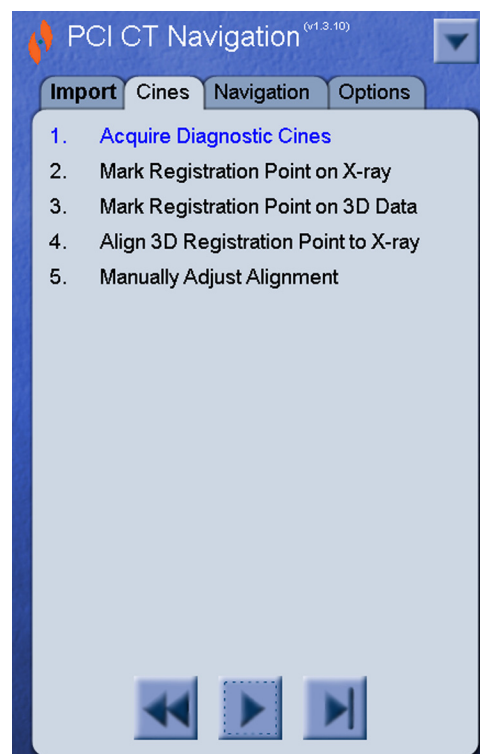 PCI CT Navigation (v1.3.10)
Import Cines Navigation Options
1. Acquire Diagnostic Cines
2. Mark Registration Point on X-ray
3. Mark Registration Point on 3D Data
4. Align 3D Registration Point to X-ray
5. Manually Adjust Alignment